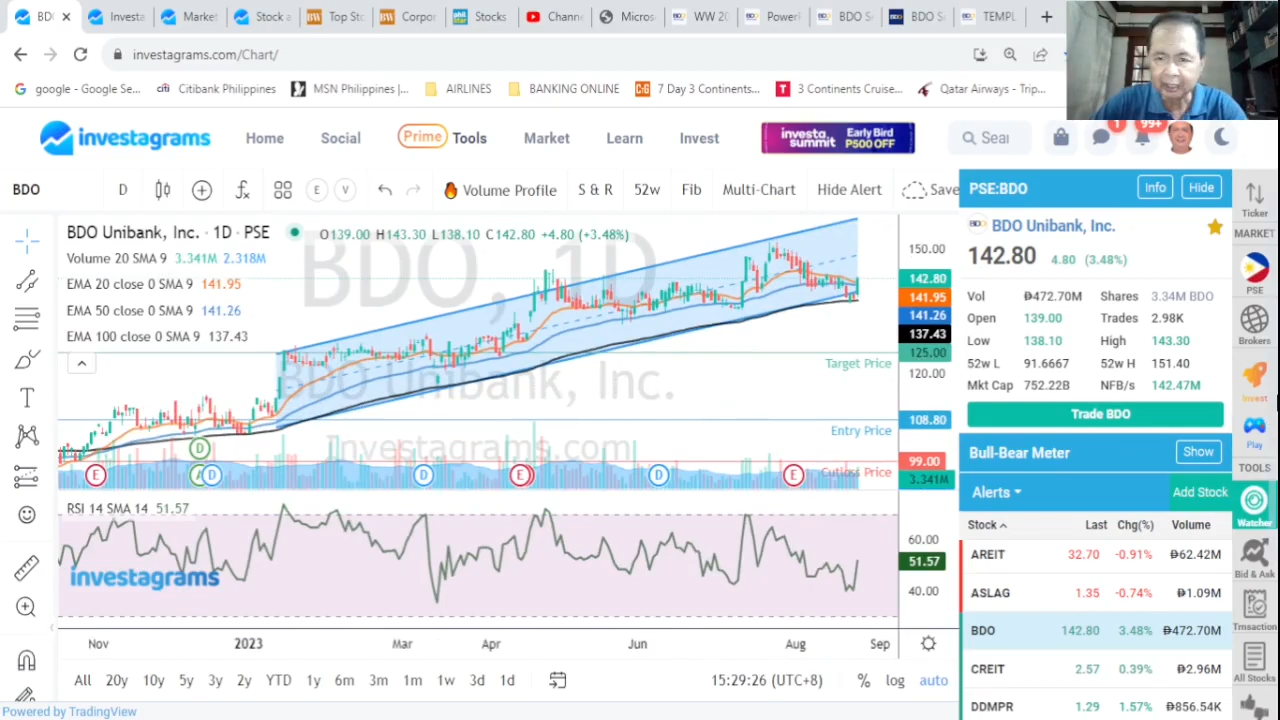 BD( Investa Market Stock a Top Sto Corpor Stocks Chann Micros WW 20 Powerl BDO S BDO S TEMPL
investagrams.com/Chart/
google - Google Se... Citibank Philippines MSN Philippines |... AIRLINES BANKING ONLINE 7 Day 3 Continents... 3 Continents Cruise... Qatar Airways - Trip...
investagrams Home Social Prime Tools Market Learn Invest investa summit Early Bird P500 OFF Sear 1 99+
BDO D E V Volume Profile S & R 52w Fib Multi-Chart Hide Alert Save
PSE:BDO Info Hide
Ticker
BDO Unibank, Inc. · 1D · PSE O139.00 H143.30 L138.10 C142.80 +4.80 (+3.48%)
Volume 20 SMA 9 3.341M 2.318M
EMA 20 close 0 SMA 9 141.95
EMA 50 close 0 SMA 9 141.26
EMA 100 close 0 SMA 9 137.43
BDO, 1D
BDO Unibank, Inc.
Investagrams.com
Target Price
Entry Price
Cutloss Price
E D A D D E D E
150.00
142.80
141.95
141.26
137.43
125.00
120.00
108.80
99.00
3.341M
RSI 14 SMA 14 51.57
investagrams
60.00
51.57
40.00
Nov 2023 Mar Apr Jun Aug Sep
All 20y 10y 5y 3y 2y YTD 1y 6m 3m 1m 1w 3d 1d 15:29:26 (UTC+8) % log auto
Powered by TradingView
BDO Unibank, Inc.
142.80 4.80 (3.48%)
Vol ₱472.70M Shares 3.34M BDO
Open 139.00 Trades 2.98K
Low 138.10 High 143.30
52w L 91.6667 52w H 151.40
Mkt Cap 752.22B NFB/s 142.47M
Trade BDO
Bull-Bear Meter Show
Alerts Add Stock
Stock Last Chg(%) Volume
AREIT 32.70 -0.91% ₱62.42M
ASLAG 1.35 -0.74% ₱1.09M
BDO 142.80 3.48% ₱472.70M
CREIT 2.57 0.39% ₱2.96M
DDMPR 1.29 1.57% ₱856.54K
MARKET
PSE
Brokers
Invest
Play
TOOLS
Watcher
Bid & Ask
Trnsaction
All Stocks